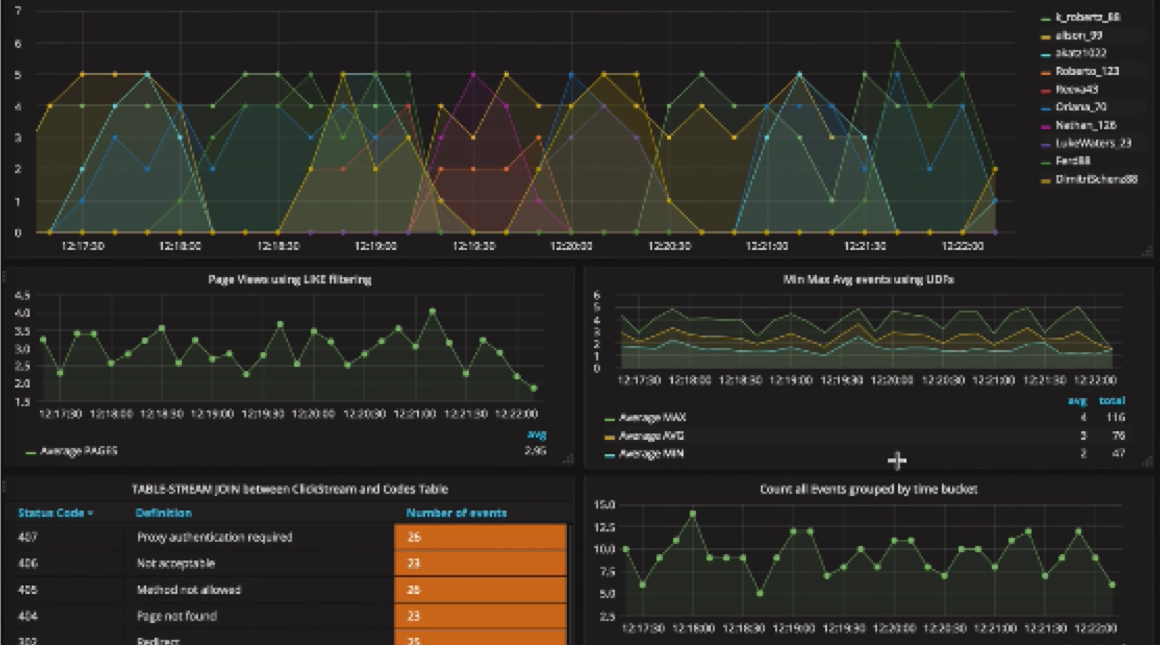 7
6
5
4
3
2
1
0
12:17:30 12:18:00 12:18:30 12:19:00 12:19:30 12:20:00 12:20:30 12:21:00 12:21:30 12:22:00
k_robertz_88
alison_99
akatz1022
Roberto_123
Reeva43
Oriana_70
Nathan_126
LukeWaters_23
Ferd88
DimitriSchenz88
Page Views using LIKE filtering
4.5
4.0
3.5
3.0
2.5
2.0
1.5
12:17:30 12:18:00 12:18:30 12:19:00 12:19:30 12:20:00 12:20:30 12:21:00 12:21:30 12:22:00
avg
Average PAGES 2.95
Min Max Avg events using UDFs
6
5
4
3
2
1
0
12:17:30 12:18:00 12:18:30 12:19:00 12:19:30 12:20:00 12:20:30 12:21:00 12:21:30 12:22:00
avg total
Average MAX 4 116
Average AVG 3 76
Average MIN 2 47
TABLE-STREAM JOIN between ClickStream and Codes Table
Status Code Definition Number of events
407 Proxy authentication required 26
406 Not acceptable 23
405 Method not allowed 26
404 Page not found 23
302 Redirect 25
Count all Events grouped by time bucket
15.0
12.5
10.0
7.5
5.0
2.5
12:17:30 12:18:00 12:18:30 12:19:00 12:19:30 12:20:00 12:20:30 12:21:00 12:21:30 12:22:00